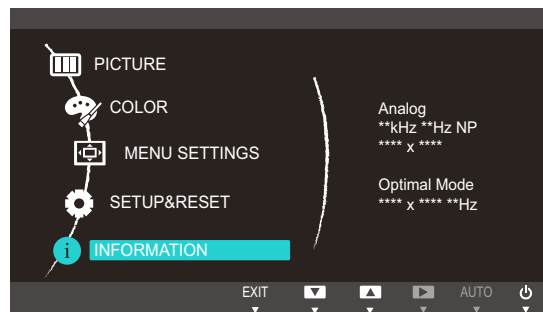 PICTURE
COLOR
MENU SETTINGS
SETUP&RESET
i INFORMATION
Analog
**kHz **Hz NP
**** x ****
Optimal Mode
**** x **** **Hz
EXIT AUTO